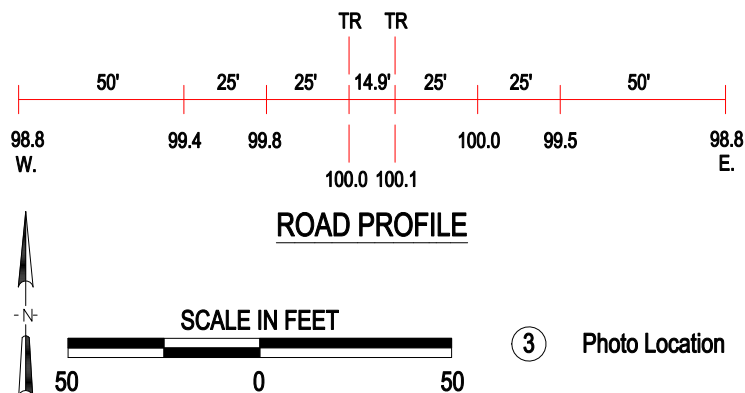 TR TR
50' 25' 25' 14.9' 25' 25' 50'
98.8 99.4 99.8 100.0 99.5 98.8
W. E.
100.0 100.1
ROAD PROFILE
-N-
SCALE IN FEET
3 Photo Location
50 0 50